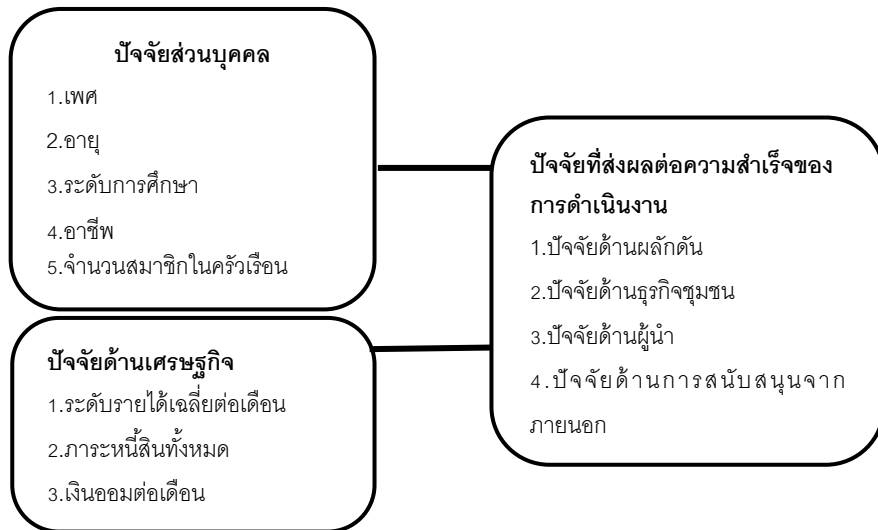 ปัจจัยส่วนบุคคล
1.เพศ
2.อายุ
3.ระดับการศึกษา
4.อาชีพ
5.จำนวนสมาชิกในครัวเรือน
ปัจจัยด้านเศรษฐกิจ
1.ระดับรายได้เฉลี่ยต่อเดือน
2.ภาระหนี้สินทั้งหมด
3.เงินออมต่อเดือน
ปัจจัยที่ส่งผลต่อความสำเร็จของ
การดำเนินงาน
1.ปัจจัยด้านผลักดัน
2.ปัจจัยด้านธุรกิจชุมชน
3.ปัจจัยด้านผู้นำ
4.ปัจจัยด้านการสนับสนุนจาก
ภายนอก